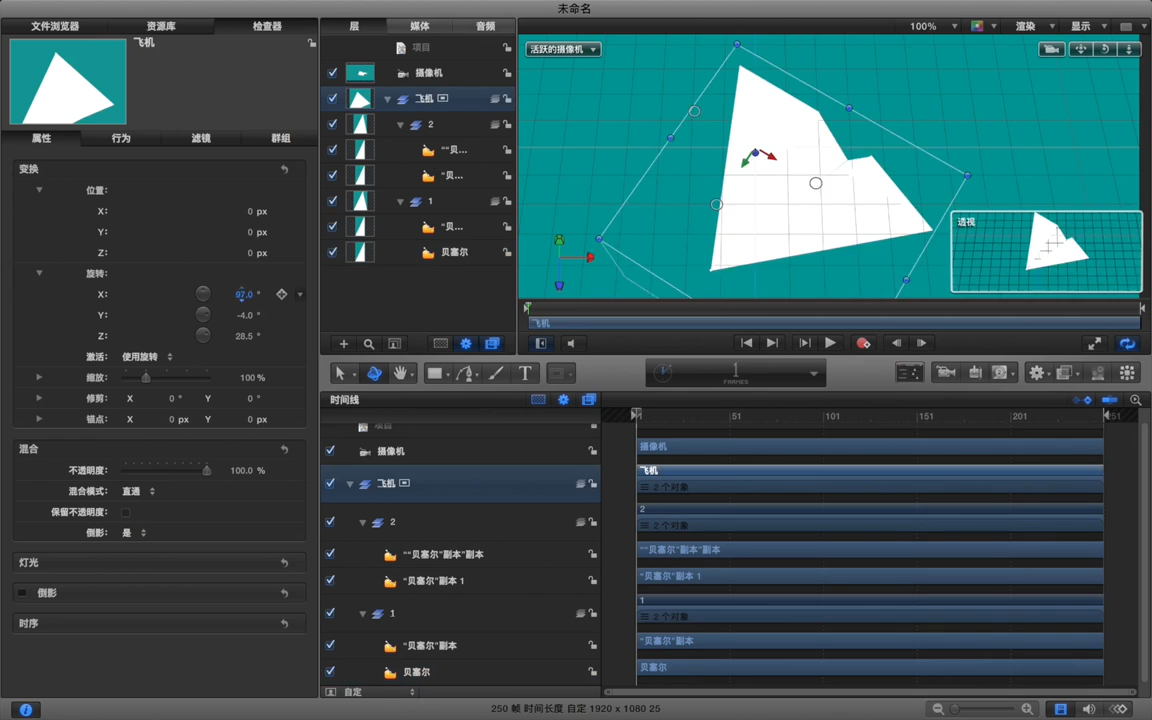 未命名
文件浏览器
资源库
检查器
层
媒体
音频
100%
渲染
显示
飞机
项目
摄像机
飞机
2
““贝...
“贝...
1
“贝...
贝塞尔
活跃的摄像机
透视
属性
行为
滤镜
群组
变换
位置:
X: 0 px
Y: 0 px
Z: 0 px
旋转:
X: 97.0 °
Y: -4.0 °
Z: 28.5 °
激活: 使用旋转
缩放: 100 %
修剪: X 0 ° Y 0 °
锚点: X 0 px Y 0 px
混合
不透明度: 100.0 %
混合模式: 直通
保留不透明度:
倒影: 是
灯光
倒影
时序
飞机
1
FRAMES
T
时间线
1 51 101 151 201 251
项目
摄像机
摄像机
飞机
飞机
2 个对象
2
2
2 个对象
““贝塞尔”副本”副本
““贝塞尔”副本”副本
“贝塞尔”副本 1
“贝塞尔”副本 1
1
1
2 个对象
“贝塞尔”副本
“贝塞尔”副本
贝塞尔
贝塞尔
自定
250 帧 时间长度 自定 1920 x 1080 25